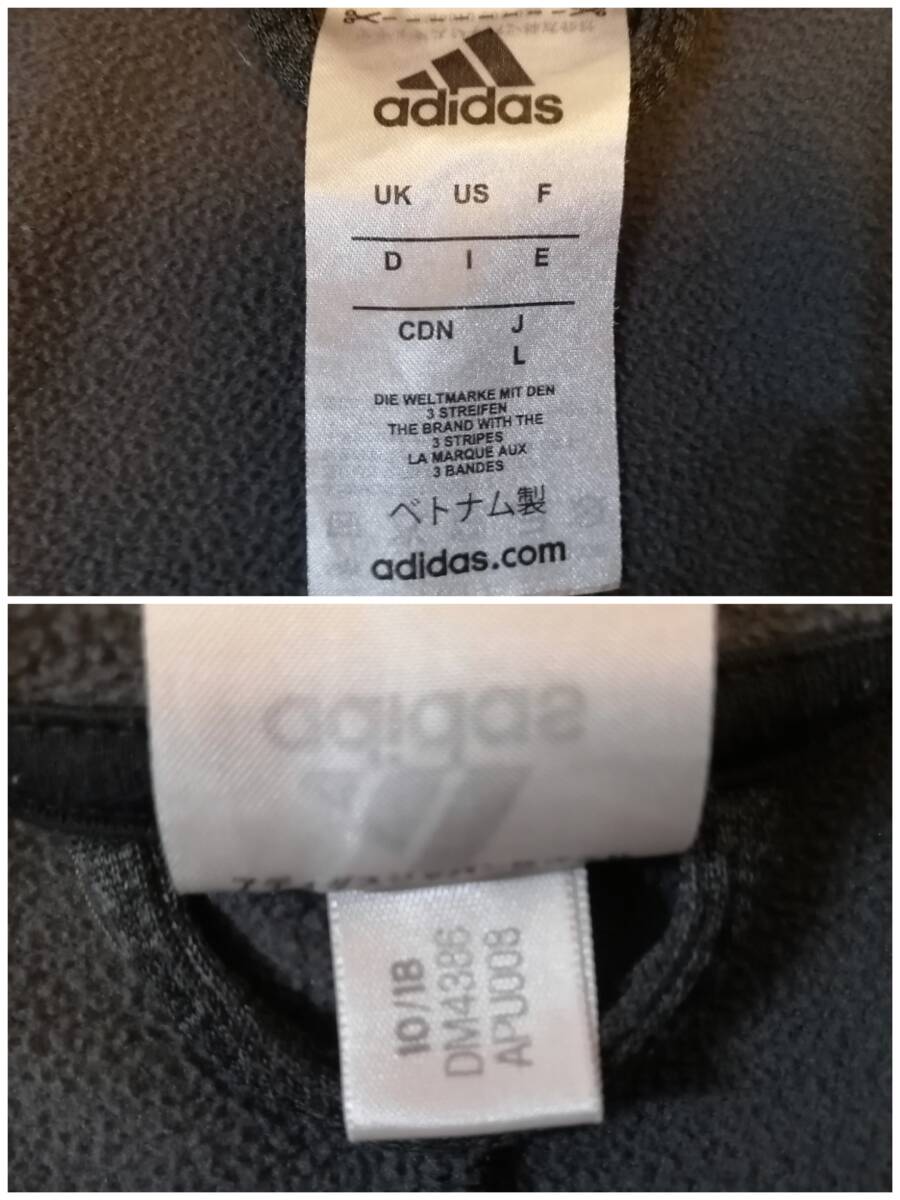 adidas
UK US F
D I E
CDN J
L
DIE WELTMARKE MIT DEN
3 STREIFEN
THE BRAND WITH THE
3 STRIPES
LA MARQUE AUX
3 BANDES
ベトナム製
adidas.com
adidas
10/18
DM4386
APU008